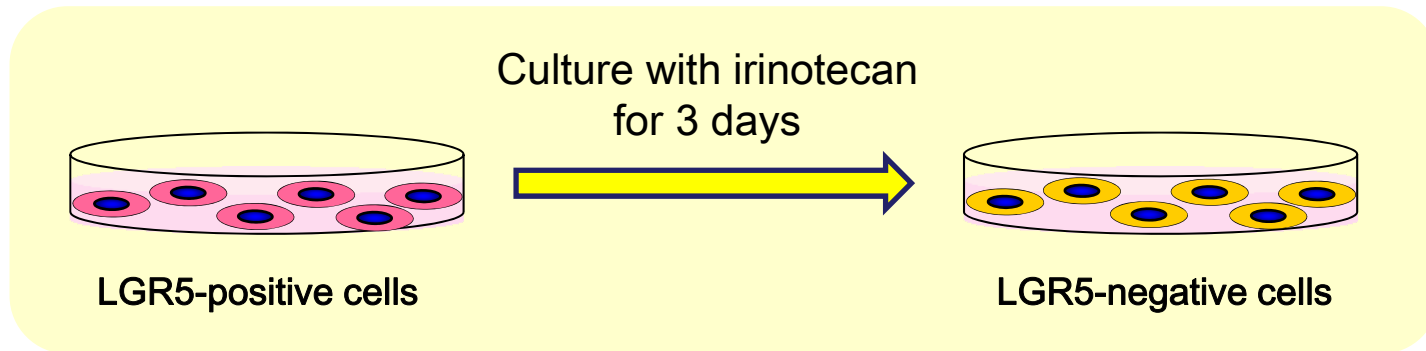 Culture with irinotecan
for 3 days
LGR5-positive cells
LGR5-negative cells